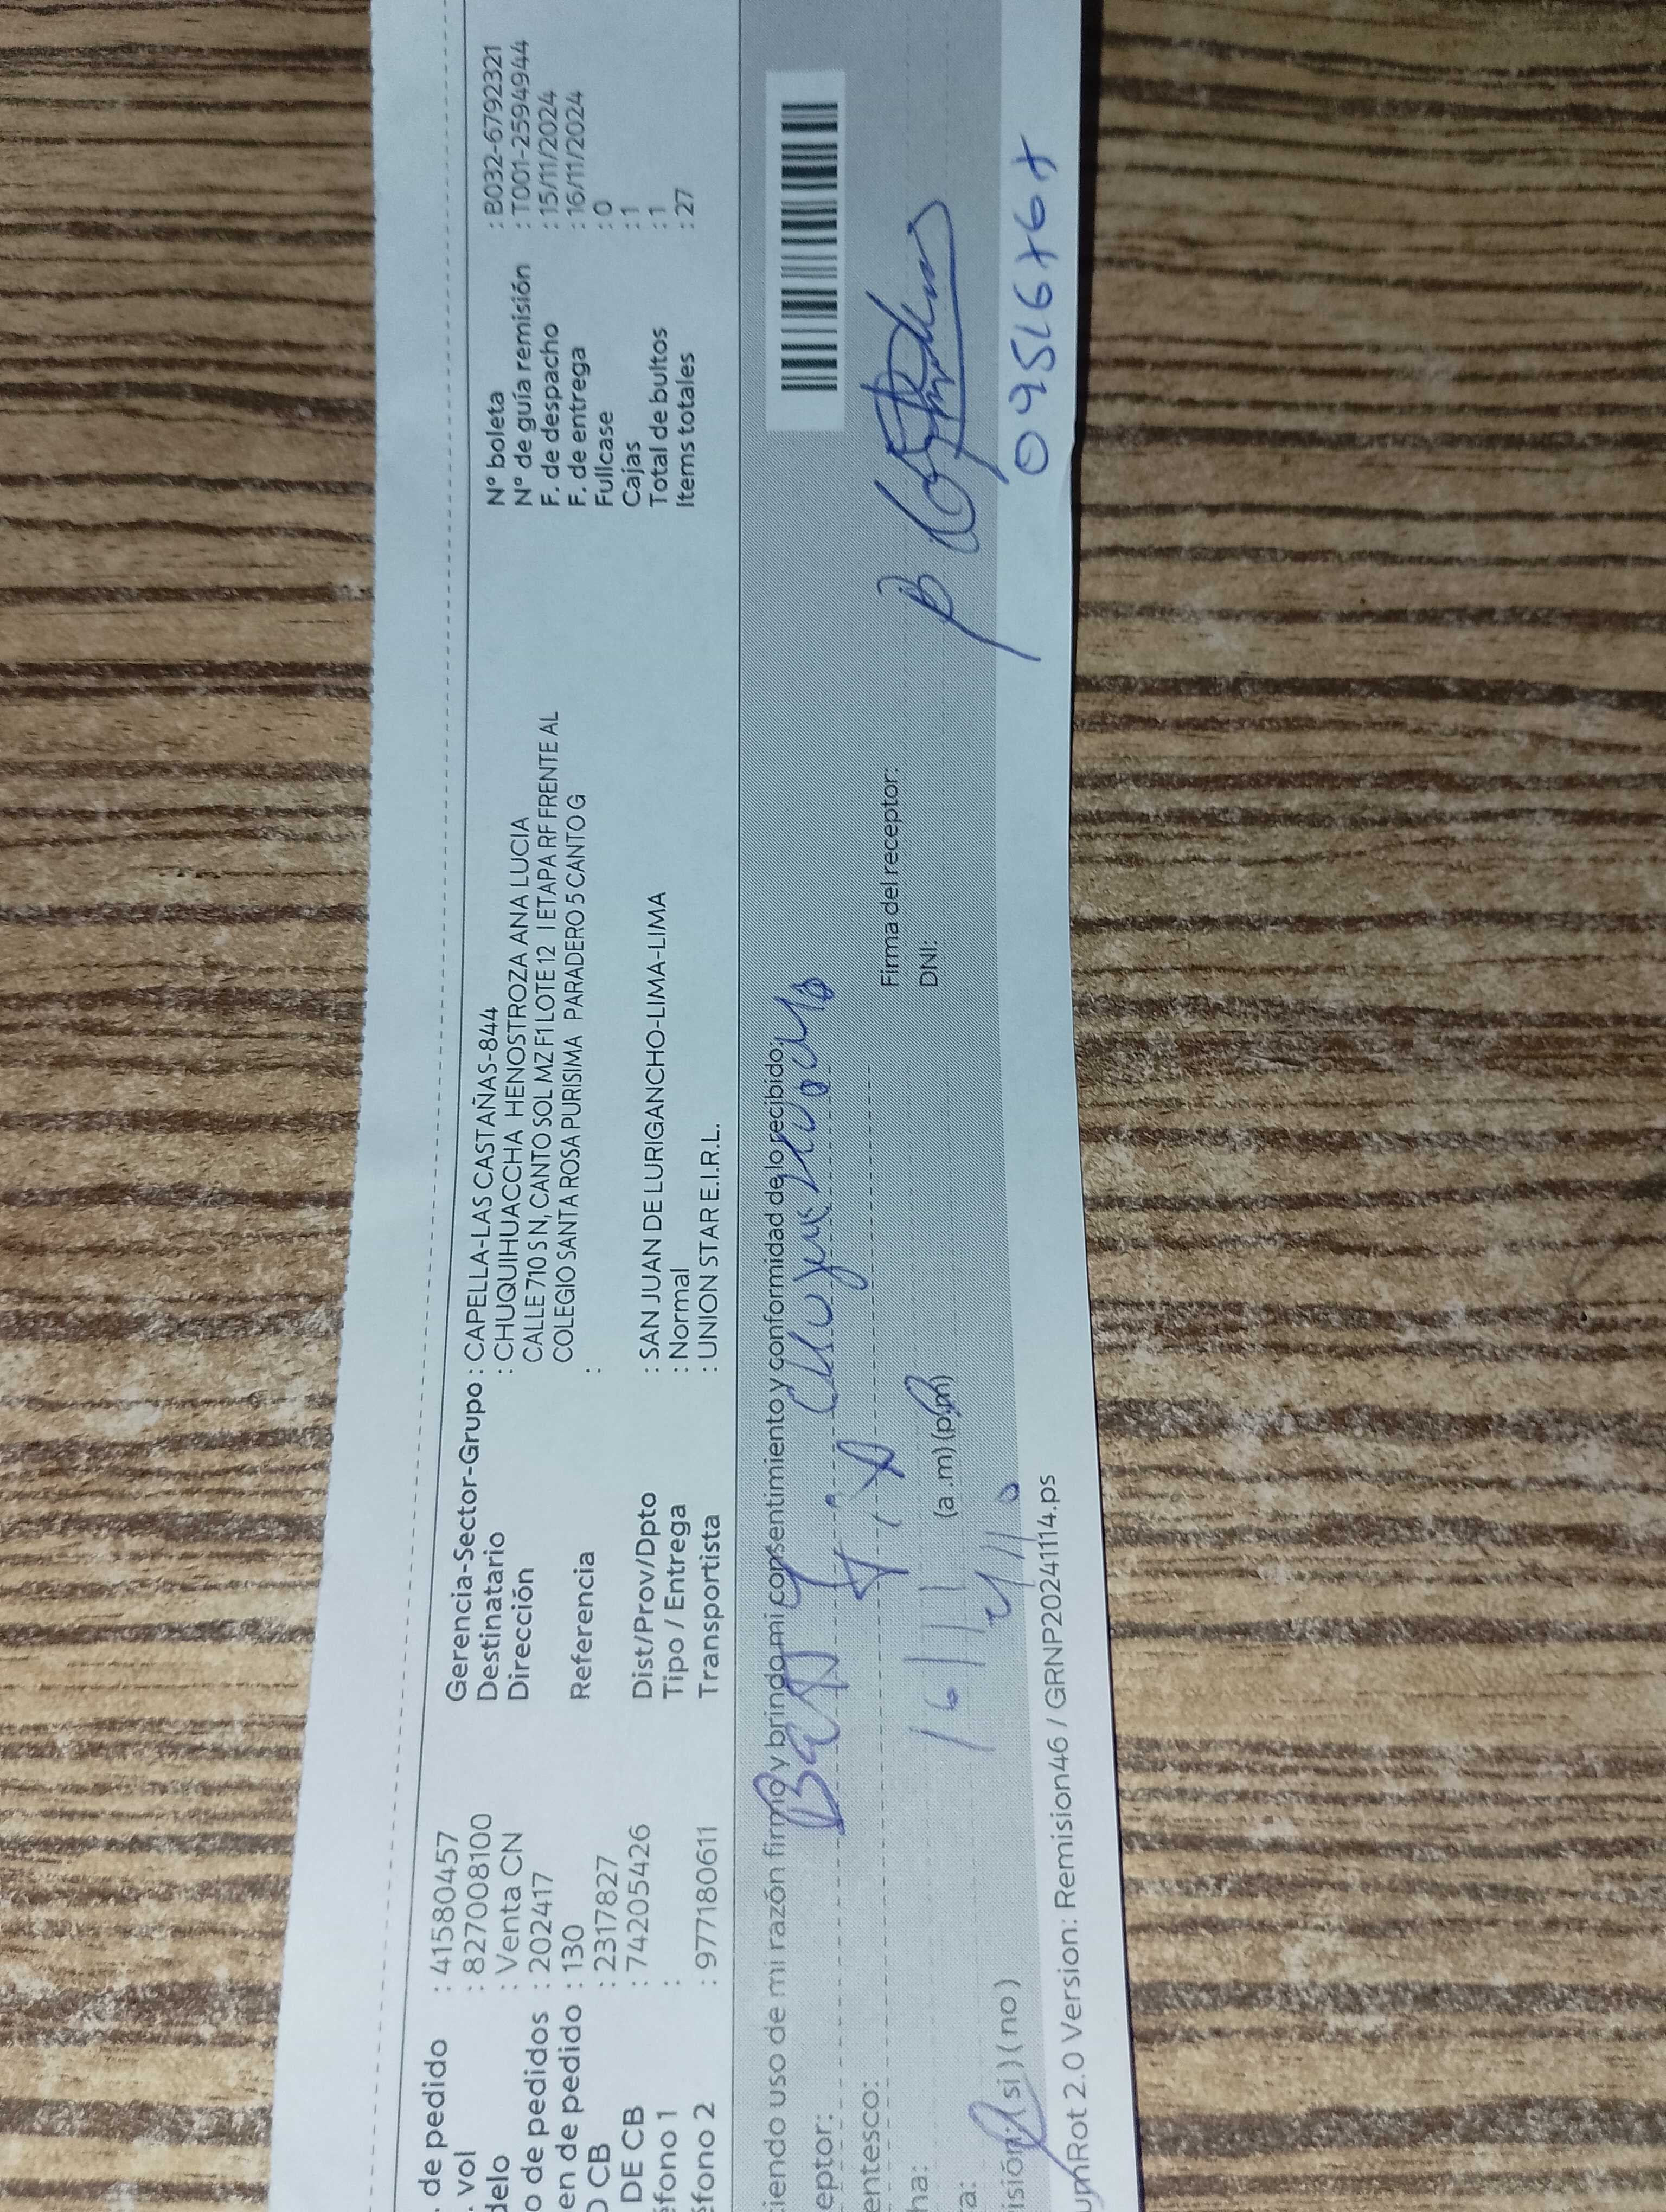 . de pedido : 415804457
. vol : 8270008100
delo : Venta CN
o de pedidos : 202417
en de pedido : 130
O CB : 2317827
DE CB : 7420545426
éfono 1 :
éfono 2 : 977180611
Gerencia-Sector-Grupo : CAPELLA-LAS CASTAÑAS-844
Destinatario : CHUQUIHUACCHA HENOSTROZA ANA LUCIA
Dirección CALLE 710 S N, CANTO SOL MZ F1 LOTE 12 I ETAPA RF FRENTE AL
COLEGIO SANTA ROSA PURISIMA PARADERO 5 CANTO G
Referencia :
Dist/Prov/Dpto : SAN JUAN DE LURIGANCHO-LIMA-LIMA
Tipo / Entrega : Normal
Transportista : UNION STAR E.I.R.L.
N° boleta : B032-6792321
N° de guía remisión : T001-25949444
F. de despacho : 15/11/2024
F. de entrega : 16/11/2024
Fullcase : 0
Cajas : 1
Total de bultos : 1
Items totales : 27
iendo uso de mi razón firmo y brindo mi consentimiento y conformidad de lo recibido:
eptor:
entesco:
ha: 16/11
ra: (a.m) (p.m)
isión: (si) (no)
Firma del receptor:
DNI:
umRot 2.0 Version: Remision46 / GRNP20241114.ps